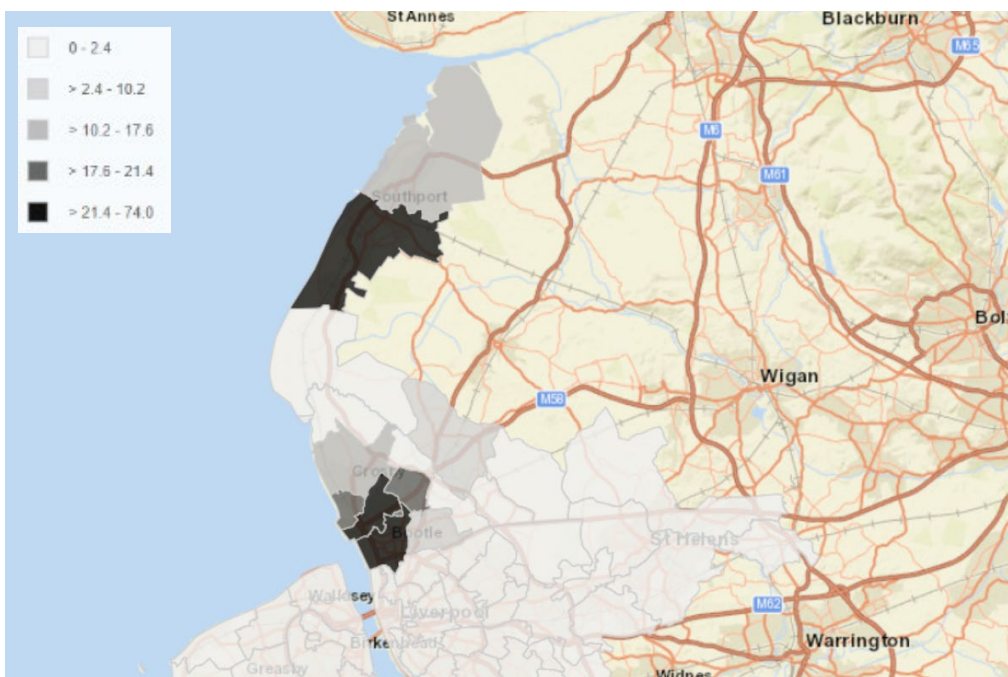 St Annes
Blackburn
M65
0 - 2.4
> 2.4 - 10.2
> 10.2 - 17.6
> 17.6 - 21.4
> 21.4 - 74.0
M6
M61
Southport
Bol
Wigan
M58
Crosby
Bootle
St Helens
Wallasey
Liverpool
M62
Birkenhead
Warrington
Greasby
Widnes